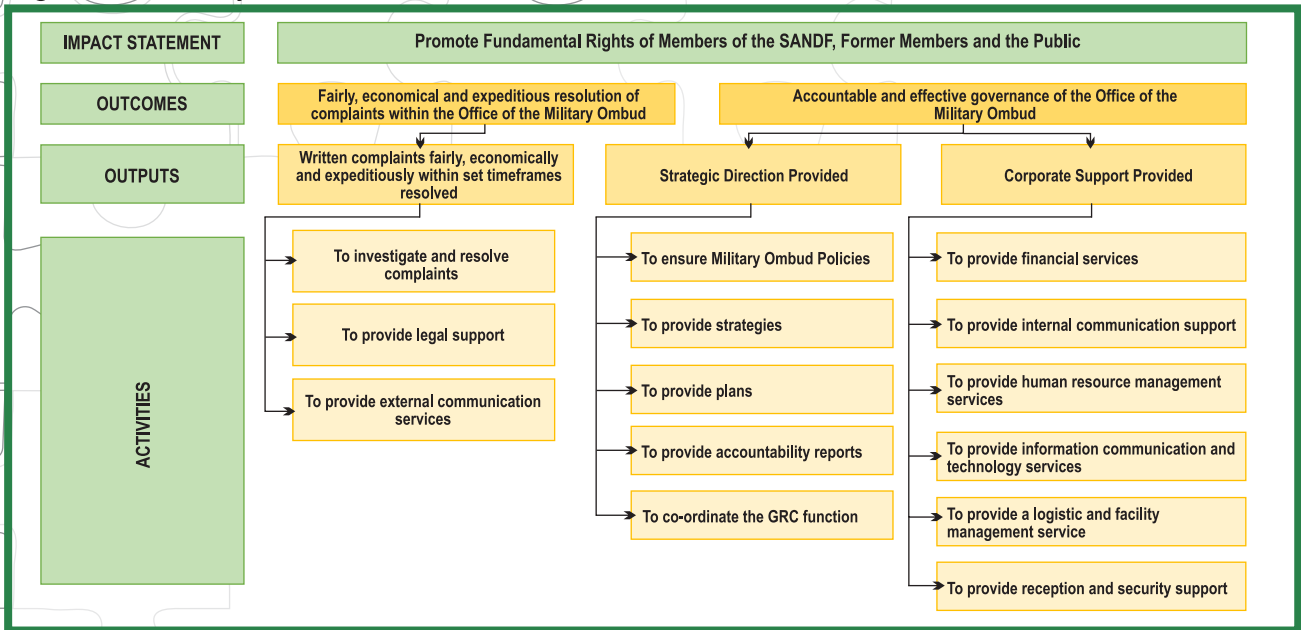 IMPACT STATEMENT
Promote Fundamental Rights of Members of the SANDF, Former Members and the Public
OUTCOMES
Fairly, economical and expeditious resolution of
complaints within the Office of the Military Ombud
Accountable and effective governance of the Office of the
Military Ombud
OUTPUTS
Written complaints fairly, economically
and expeditiously within set timeframes
resolved
Strategic Direction Provided
Corporate Support Provided
ACTIVITIES
To investigate and resolve
complaints
To provide legal support
To provide external communication
services
To ensure Military Ombud Policies
To provide strategies
To provide plans
To provide accountability reports
To co-ordinate the GRC function
To provide financial services
To provide internal communication support
To provide human resource management
services
To provide information communication and
technology services
To provide a logistic and facility
management service
To provide reception and security support